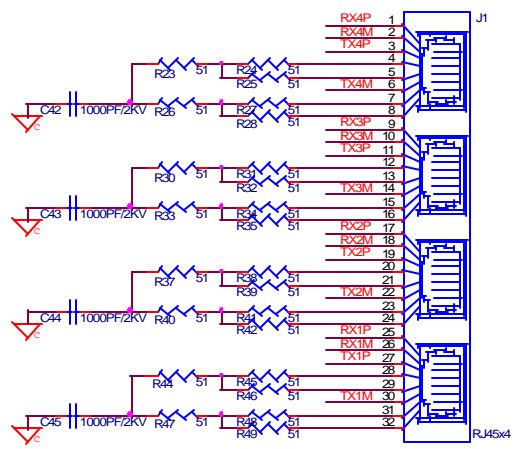 J1
RX4P 1
RX4M 2
TX4P 3
4
R23 51 R24 51
5
R25 51
TX4M 6
7
C42 1000PF/2KV R26 51 R27 51
8
R28 51
C
RX3P 9
RX3M 10
TX3P 11
12
R30 51 R31 51
13
R32 51
TX3M 14
15
C43 1000PF/2KV R33 51 R34 51
16
R35 51
C
RX2P 17
RX2M 18
TX2P 19
20
R37 51 R38 51
21
R39 51
TX2M 22
23
C44 1000PF/2KV R40 51 R41 51
24
R42 51
C
RX1P 25
RX1M 26
TX1P 27
28
R44 51 R45 51
29
R46 51
TX1M 30
31
C45 1000PF/2KV R47 51 R48 51
32
R49 51
C
RJ45x4